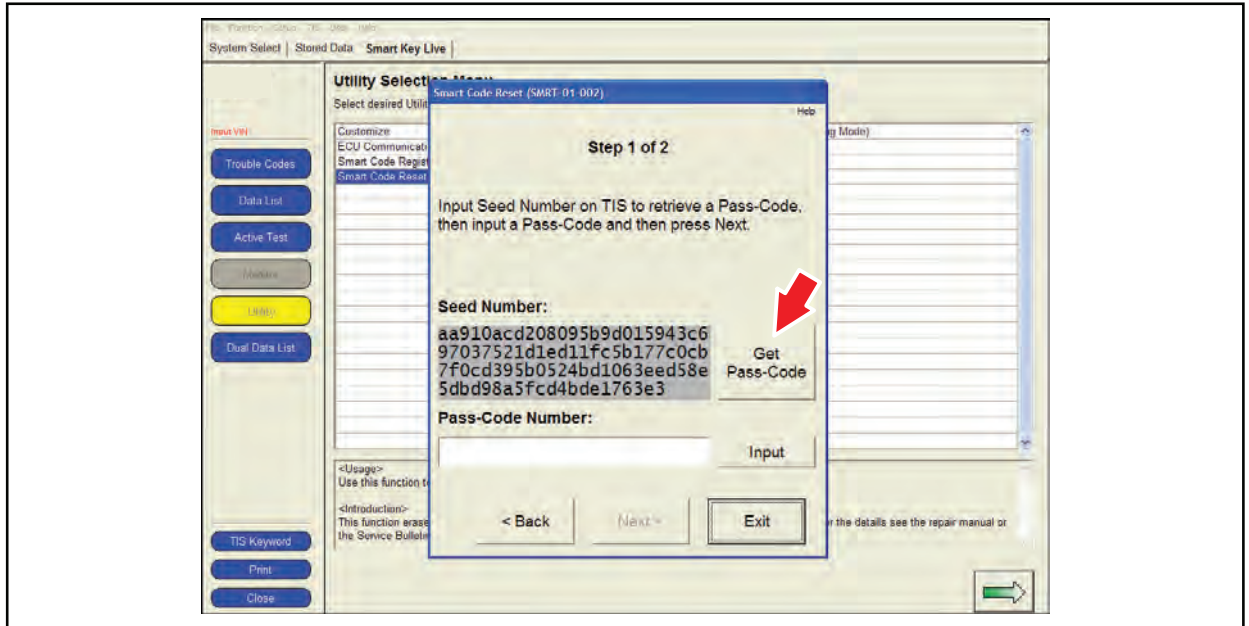 System Select | Stored Data Smart Key Live |
Utility Selecti
Select desired Utilit
Input VIN
Trouble Codes
Data List
Active Test
Utility
Dual Data List
TIS Keyword
Print
Close
Customize
ECU Communicati
Smart Code Regist
Smart Code Reset
g Mode)
Smart Code Reset (SMRT-01-002)
Help
Step 1 of 2
Input Seed Number on TIS to retrieve a Pass-Code,
then input a Pass-Code and then press Next.
Seed Number:
aa910acd208095b9d015943c6
97037521d1ed11fc5b177c0cb
7f0cd395b0524bd1063eed58e
5dbd98a5fcd4bde1763e3
Get
Pass-Code
Pass-Code Number:
Input
< Back
Next >
Exit
<Usage>
Use this function t
<Introduction>
This function erase
r the details see the repair manual or
the Service Bulletin